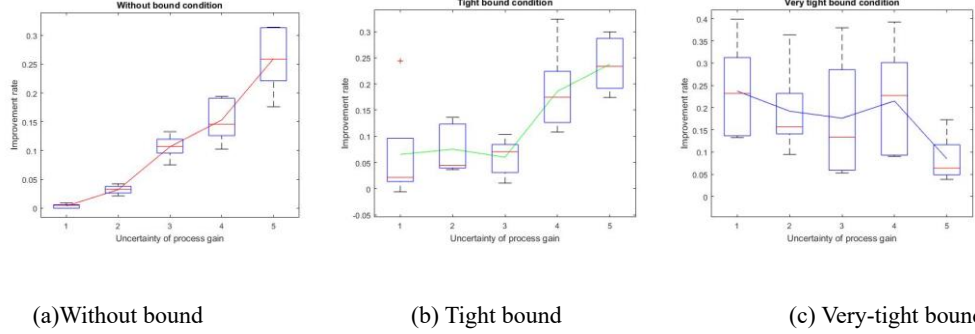 Without bound condition
Improvement rate
0.3
0.25
0.2
0.15
0.1
0.05
0
1 2 3 4 5
Uncertainty of process gain
Tight bound condition
Improvement rate
0.3
0.25
0.2
0.15
0.1
0.05
0
-0.05
1 2 3 4 5
Uncertainty of process gain
Very tight bound condition
Improvement rate
0.4
0.35
0.3
0.25
0.2
0.15
0.1
0.05
0
1 2 3 4 5
Uncertainty of process gain
(a)Without bound (b) Tight bound (c) Very-tight boun